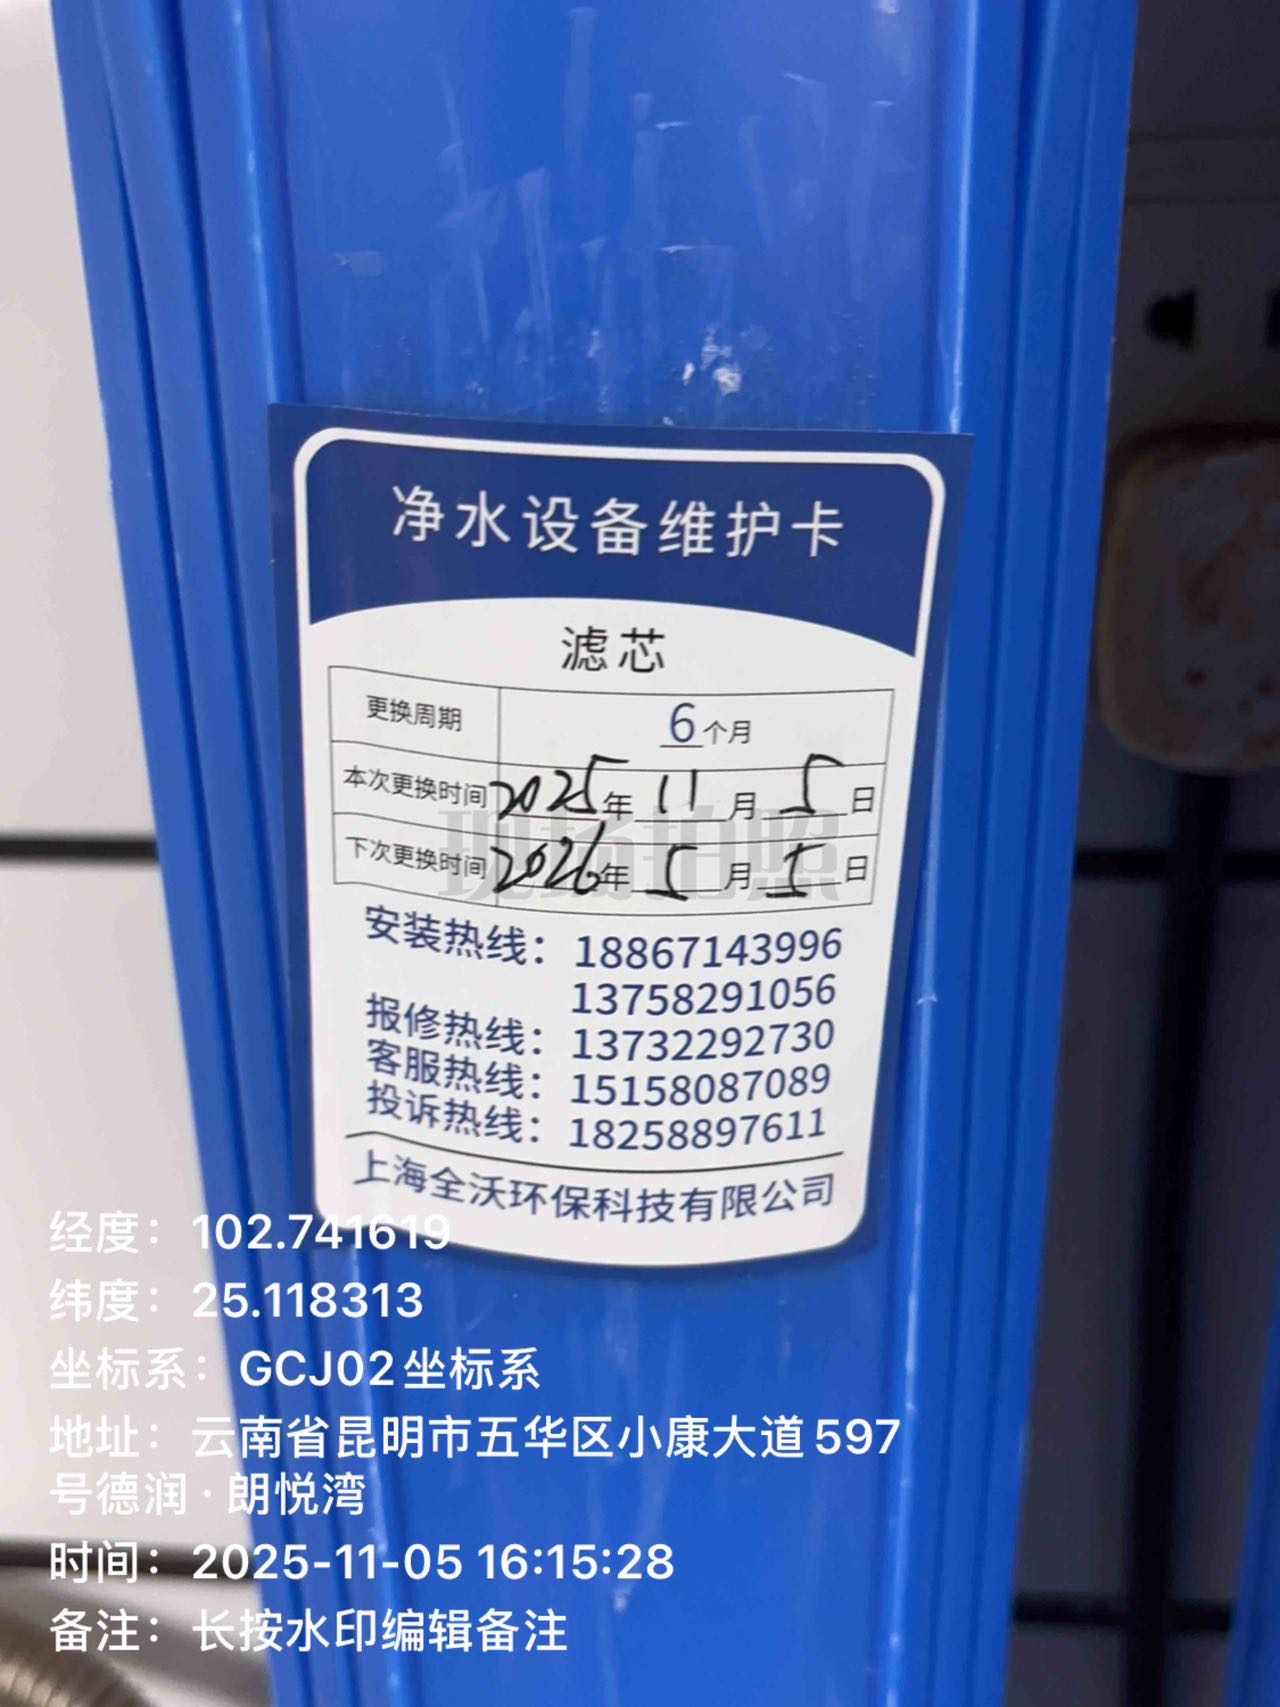 净水设备维护卡
滤芯
更换周期 6个月
本次更换时间 2025年11月5日
下次更换时间 2026年5月5日
现场拍照
安装热线：18867143996
13758291056
报修热线：13732292730
客服热线：15158087089
投诉热线：18258897611
上海全沃环保科技有限公司
经度：102.741619
纬度：25.118313
坐标系：GCJ02坐标系
地址：云南省昆明市五华区小康大道597
号德润·朗悦湾
时间：2025-11-05 16:15:28
备注：长按水印编辑备注